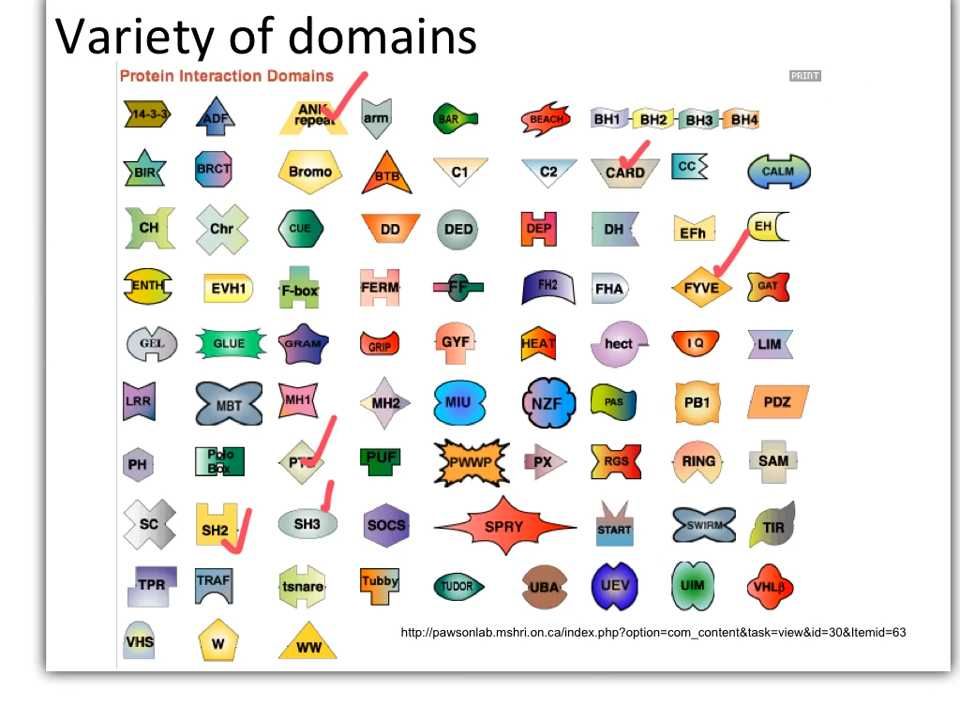 Variety of domains
Protein Interaction Domains
PRINT
14-3-3 ADF ANK repeat arm BAR BEACH BH1 BH2 BH3 BH4
BIR BRCT Bromo BTB C1 C2 CARD CC CALM
CH Chr CUE DD DED DEP DH EFh EH
ENTH EVH1 F-box FERM FF FH2 FHA FYVE GAT
GEL GLUE GRAM GRIP GYF HEAT hect IQ LIM
LRR MBT MH1 MH2 MIU NZF PAS PB1 PDZ
PH Polo Box PTB PUF PWWP PX RGS RING SAM
SC SH2 SH3 SOCS SPRY START SWIRM TIR
TPR TRAF tsnare Tubby TUDOR UBA UEV UIM VHLβ
VHS W WW
http://pawsonlab.mshri.on.ca/index.php?option=com_content&task=view&id=30&Itemid=63